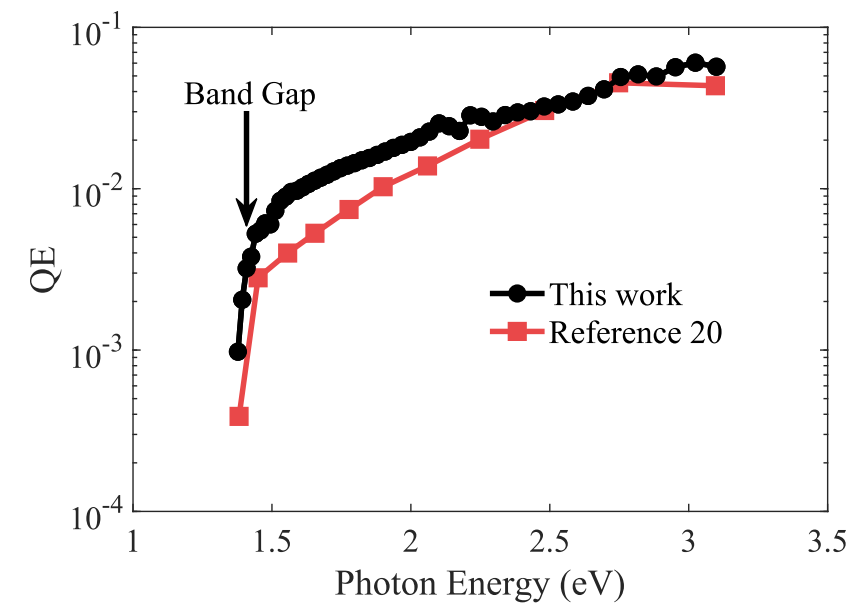 10^-1
Band Gap
10^-2
QE
This work
Reference 20
10^-3
10^-4
1 1.5 2 2.5 3 3.5
Photon Energy (eV)